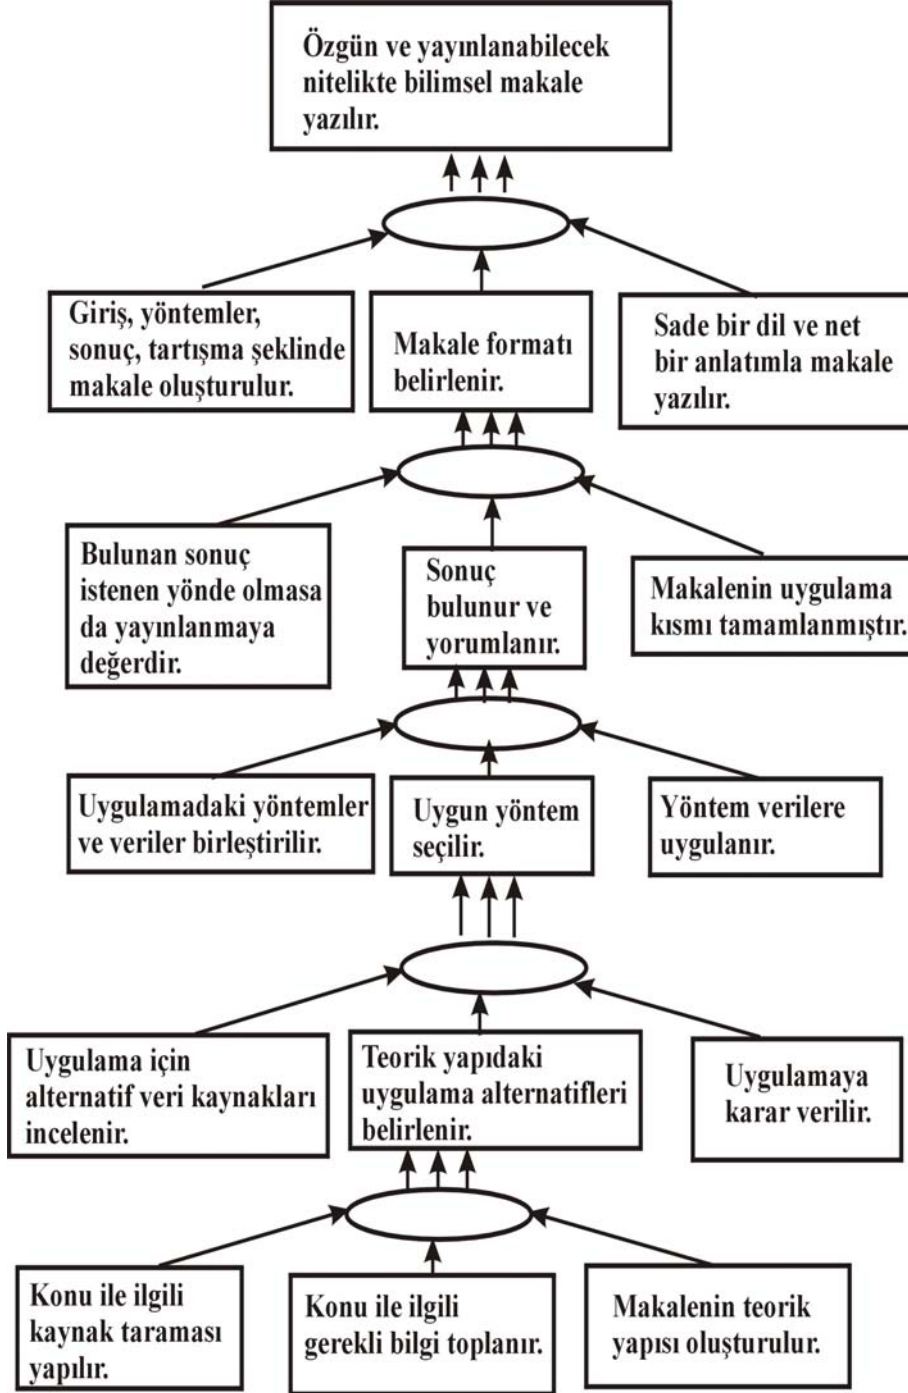 Özgün ve yayınlanabilecek
nitelikte bilimsel makale
yazılır.
Giriş, yöntemler,
sonuç, tartışma şeklinde
makale oluşturulur.
Makale formatı
belirlenir.
Sade bir dil ve net
bir anlatımla makale
yazılır.
Bulunan sonuç
istenen yönde olmasa
da yayınlanmaya
değerdir.
Sonuç
bulunur ve
yorumlanır.
Makalenin uygulama
kısmı tamamlanmıştır.
Uygulamadaki yöntemler
ve veriler birleştirilir.
Uygun yöntem
seçilir.
Yöntem verilere
uygulanır.
Uygulama için
alternatif veri kaynakları
incelenir.
Teorik yapıdaki
uygulama alternatifleri
belirlenir.
Uygulamaya
karar verilir.
Konu ile ilgili
kaynak taraması
yapılır.
Konu ile ilgili
gerekli bilgi toplanır.
Makalenin teorik
yapısı oluşturulur.